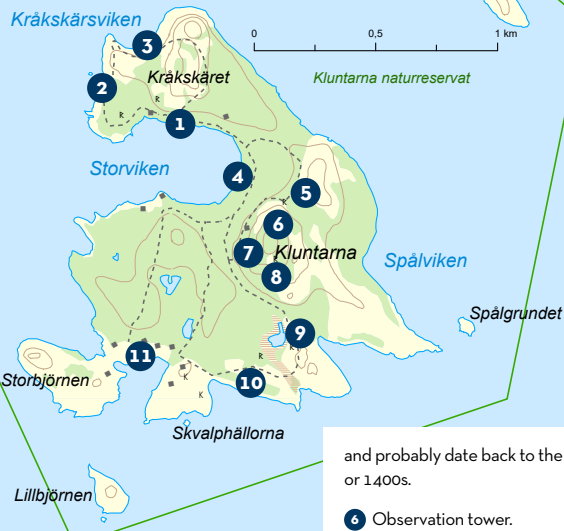 Kråkskärsviken
0 0,5 1 km
3
Kråkskäret
Kluntarna naturreservat
2
R
1
Storviken
4
5
R
6
7
Kluntarna
8
Spålviken
Spålgrundet
9
R
R
11
10
Storbjörnen
K
K
Skvalphällorna
Lillbjörnen
and probably date back to the
or 1400s.
6 Observation tower.